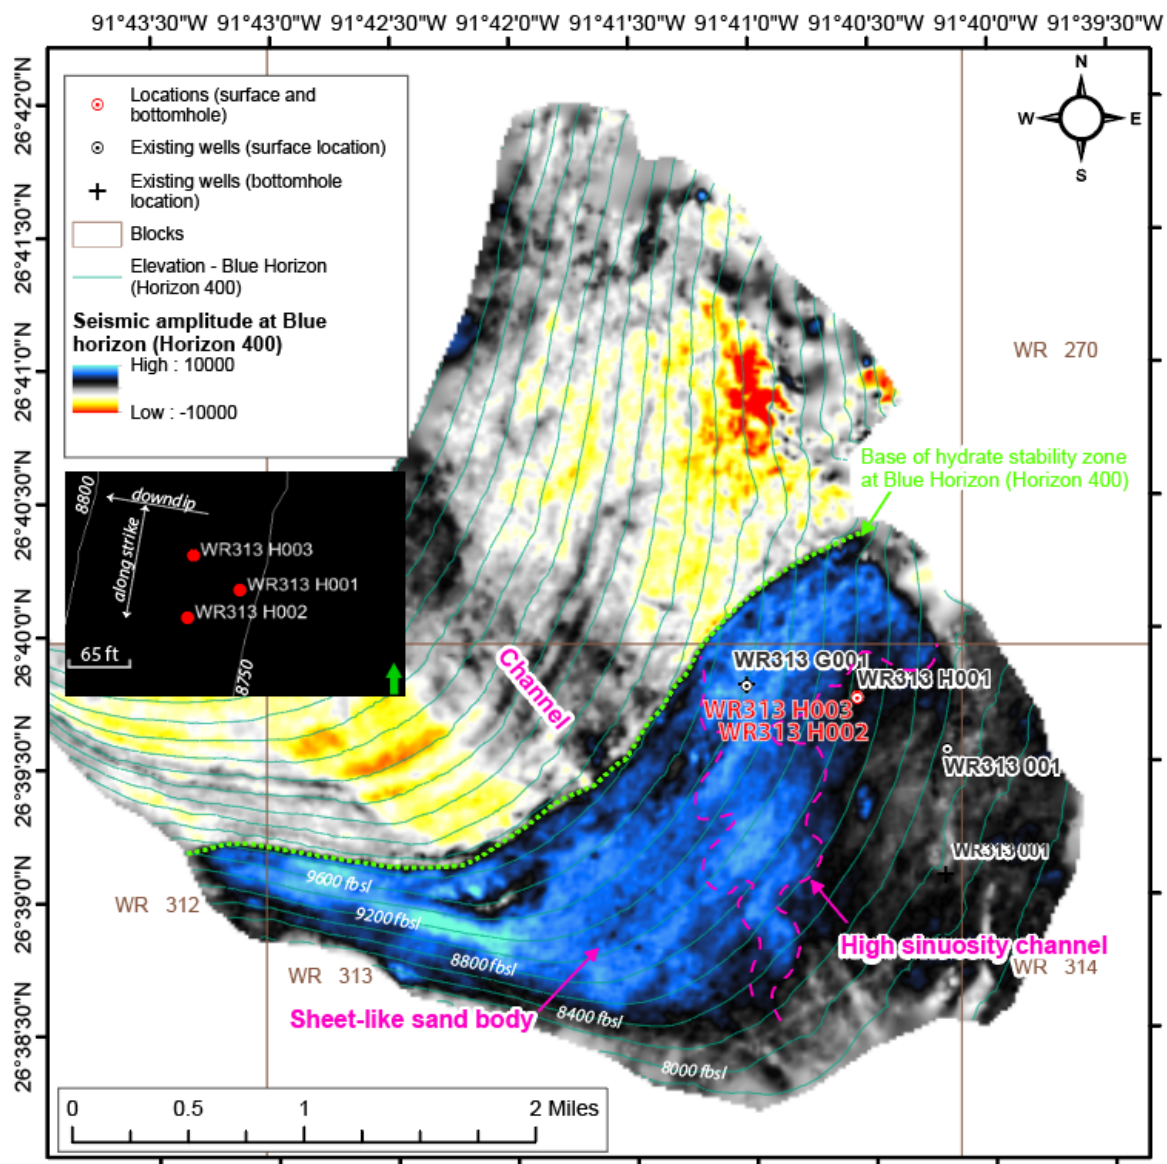 91°43'30"W 91°43'0"W 91°42'30"W 91°42'0"W 91°41'30"W 91°41'0"W 91°40'30"W 91°40'0"W 91°39'30"W
26°42'0"N
26°41'30"N
26°41'0"N
26°40'30"N
26°40'0"N
26°39'30"N
26°39'0"N
26°38'30"N
Locations (surface and
bottomhole)
Existing wells (surface location)
Existing wells (bottomhole
location)
Blocks
Elevation - Blue Horizon
(Horizon 400)
Seismic amplitude at Blue
horizon (Horizon 400)
High : 10000
Low : -10000
N
W E
S
WR 270
Base of hydrate stability zone
at Blue Horizon (Horizon 400)
8800
downdip
along strike
WR313 H003
WR313 H001
WR313 H002
65 ft
8750
Channel
WR313 G001
WR313 H001
WR313 H003
WR313 H002
WR313 001
WR313 001
9600 fbsl
9200 fbsl
8800 fbsl
8400 fbsl
8000 fbsl
WR 312
WR 313
WR 314
High sinuosity channel
Sheet-like sand body
0 0.5 1 2 Miles